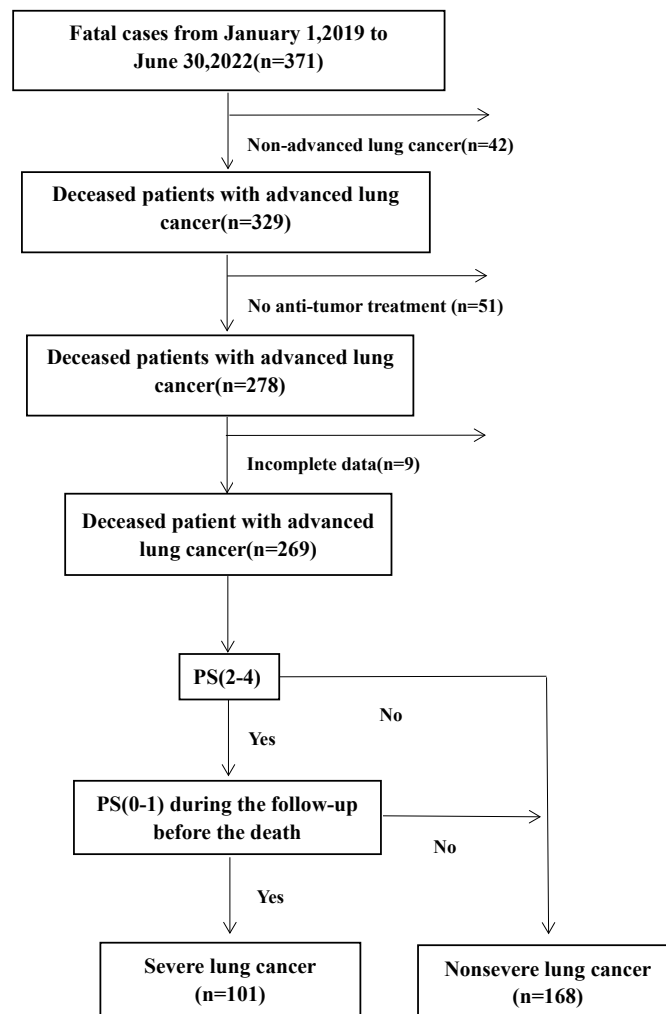 Fatal cases from January 1,2019 to
June 30,2022(n=371)
Non-advanced lung cancer(n=42)
Deceased patients with advanced lung
cancer(n=329)
No anti-tumor treatment (n=51)
Deceased patients with advanced lung
cancer(n=278)
Incomplete data(n=9)
Deceased patient with advanced
lung cancer(n=269)
PS(2-4)
No
Yes
PS(0-1) during the follow-up
before the death
No
Yes
Severe lung cancer
(n=101)
Nonsevere lung cancer
(n=168)